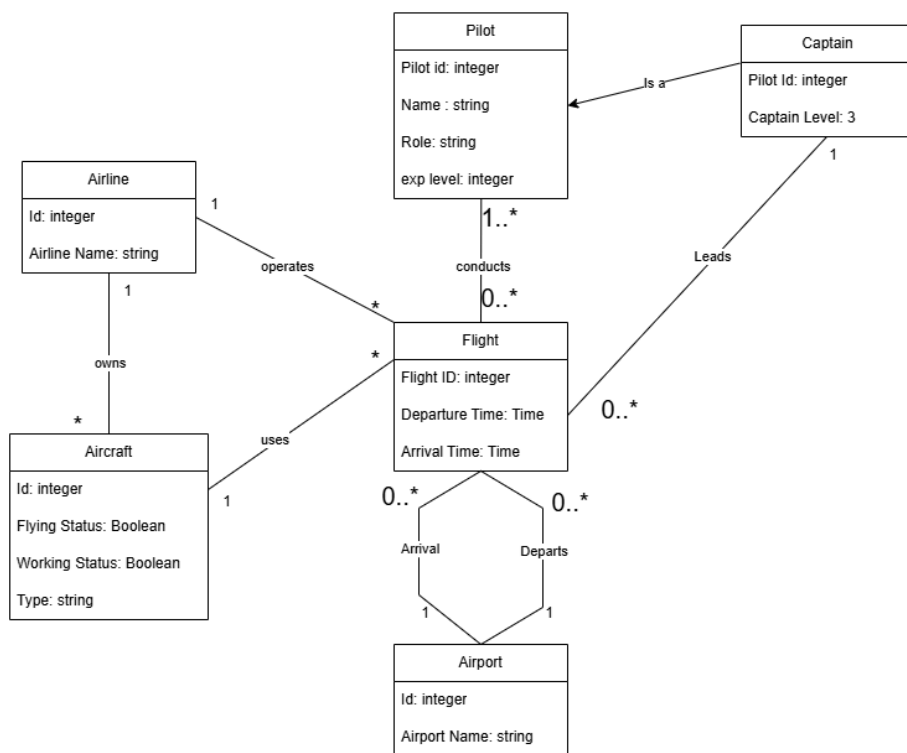 Pilot
Pilot id: integer
Name : string
Role: string
exp level: integer
Captain
Pilot Id: integer
Captain Level: 3
Is a
1
Leads
0..*
1..*
conducts
0..*
Airline
Id: integer
Airline Name: string
1
operates
*
1
owns
*
Flight
Flight ID: integer
Departure Time: Time
Arrival Time: Time
*
uses
1
Aircraft
Id: integer
Flying Status: Boolean
Working Status: Boolean
Type: string
0..*
Arrival
1
0..*
Departs
1
Airport
Id: integer
Airport Name: string